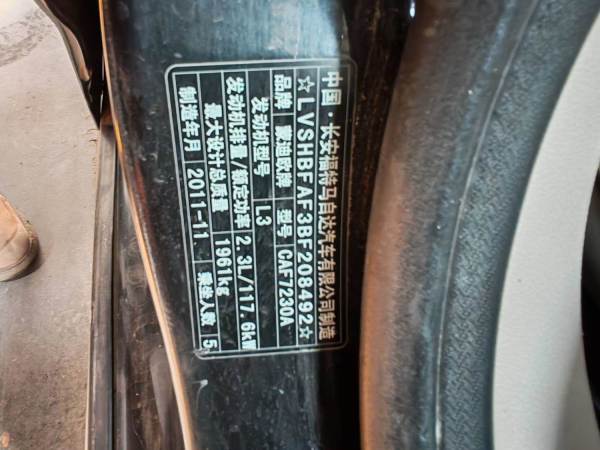 中国·长安福特马自达汽车有限公司制造
☆LVSHBFAF3BF208492☆
品牌 蒙迪欧牌 型号 CAF7230A
发动机型号 L3
发动机排量/额定功率 2.3L/117.6kW
最大设计总质量 1961kg
制造年月 2011-11 乘坐人数 5